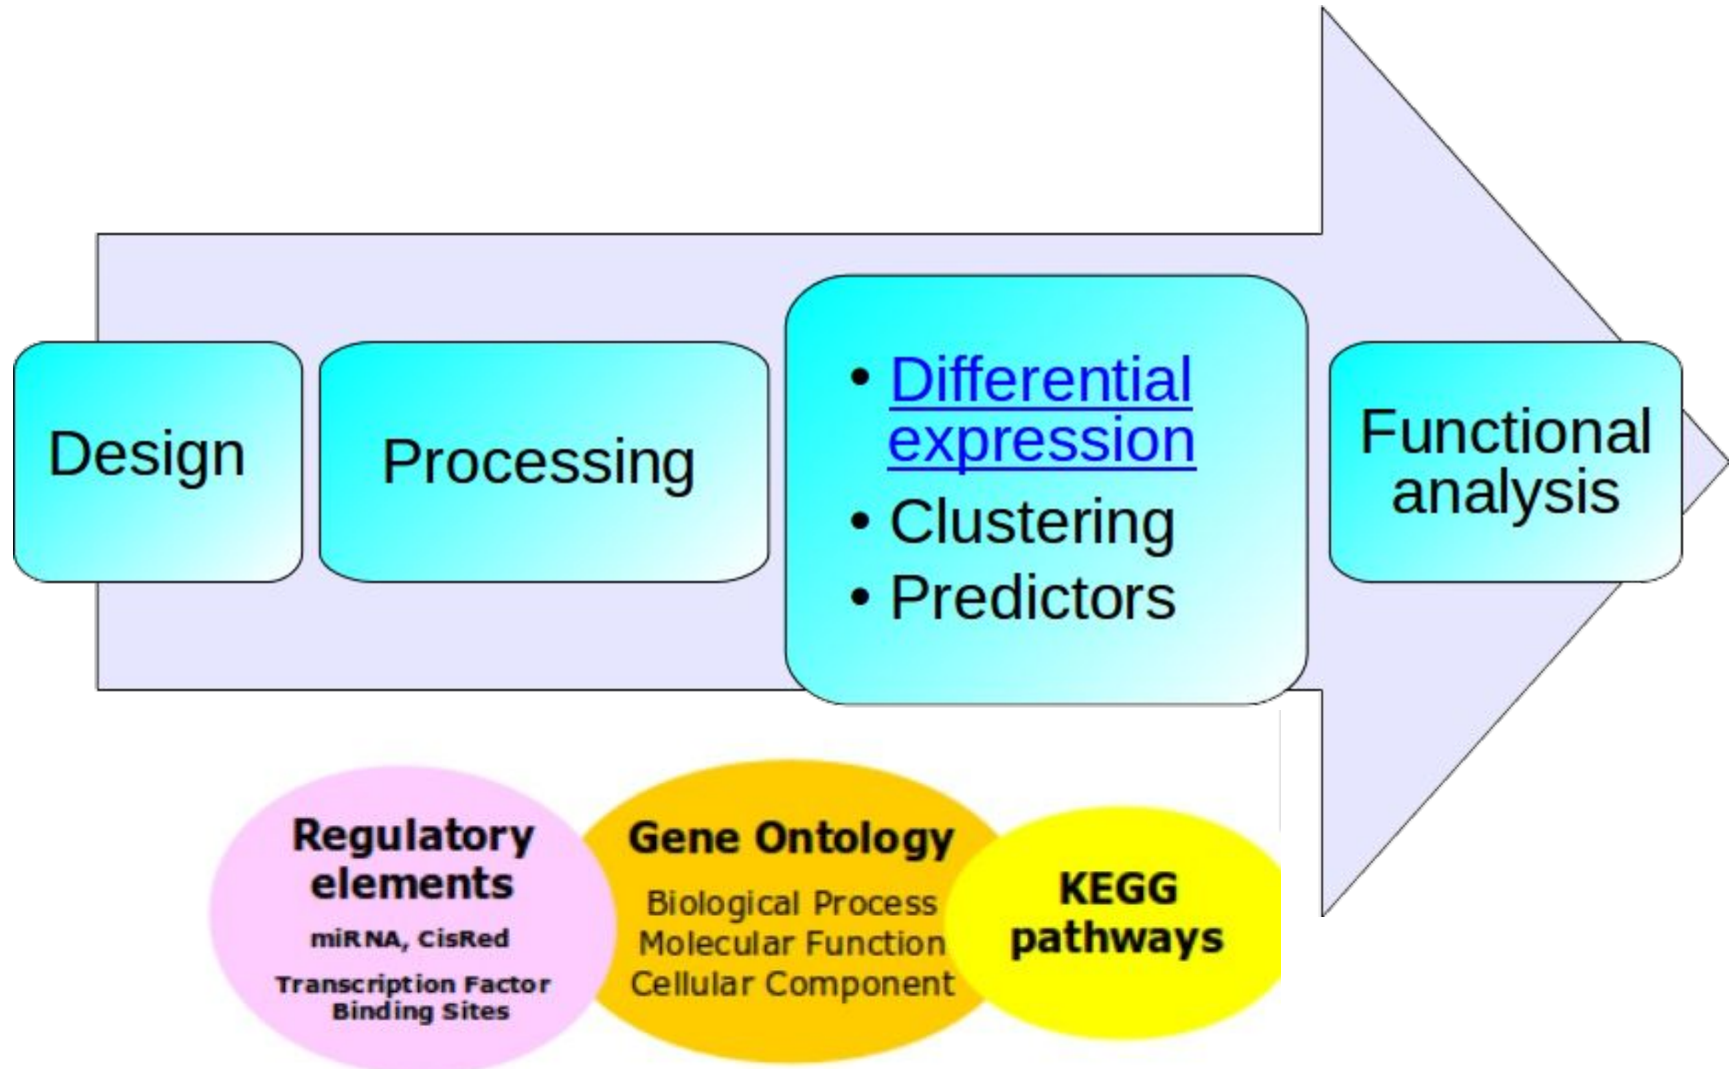 Design
Processing
• Differential
expression
• Clustering
• Predictors
Functional
analysis
Regulatory
elements
miRNA, CisRed
Transcription Factor
Binding Sites
Gene Ontology
Biological Process
Molecular Function
Cellular Component
KEGG
pathways